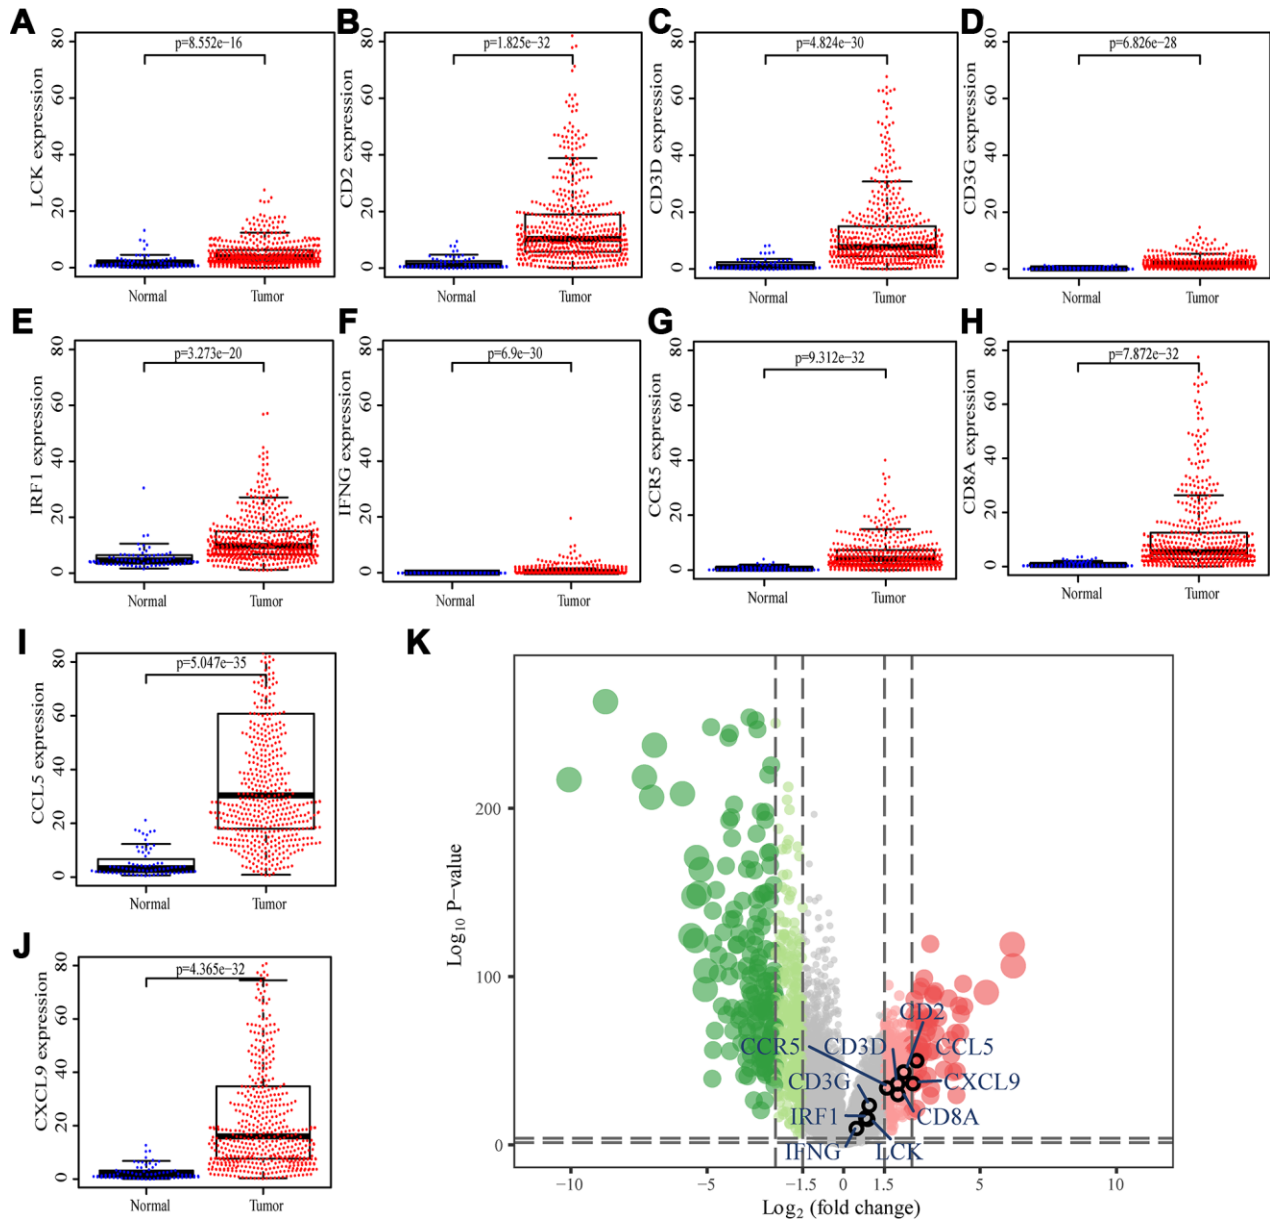 A
LCK expression
80
60
40
20
0
p=8.552e−16
Normal
Tumor
B
CD2 expression
80
60
40
20
0
p=1.825e−32
Normal
Tumor
C
CD3D expression
80
60
40
20
0
p=4.824e−30
Normal
Tumor
D
CD3G expression
80
60
40
20
0
p=6.826e−28
Normal
Tumor
E
IRF1 expression
80
60
40
20
0
p=3.273e−20
Normal
Tumor
F
IFNG expression
80
60
40
20
0
p=6.9e−30
Normal
Tumor
G
CCR5 expression
80
60
40
20
0
p=9.312e−32
Normal
Tumor
H
CD8A expression
80
60
40
20
0
p=7.872e−32
Normal
Tumor
I
CCL5 expression
80
60
40
20
0
p=5.047e−35
Normal
Tumor
J
CXCL9 expression
80
60
40
20
0
p=4.365e−32
Normal
Tumor
K
Log10 P−value
200
100
0
CD2
CCR5
CD3D
CCL5
CD3G
CXCL9
IRF1
CD8A
IFNG
LCK
−10
−5
−1.5
0
1.5
5
10
Log2 (fold change)